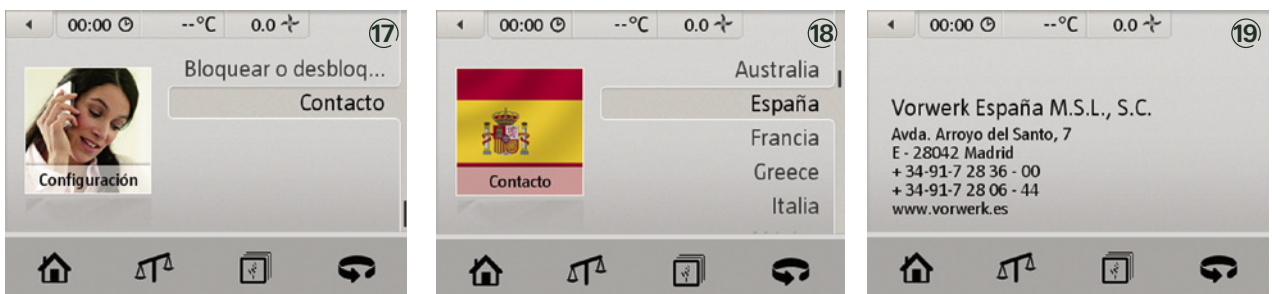 00:00 --°C 0.0 17
Bloquear o desbloq...
Contacto
Configuración
00:00 --°C 0.0 18
Australia
España
Francia
Greece
Italia
Contacto
00:00 --°C 0.0 19
Vorwerk España M.S.L., S.C.
Avda. Arroyo del Santo, 7
E - 28042 Madrid
+ 34-91-7 28 36 - 00
+ 34-91-7 28 06 - 44
www.vorwerk.es